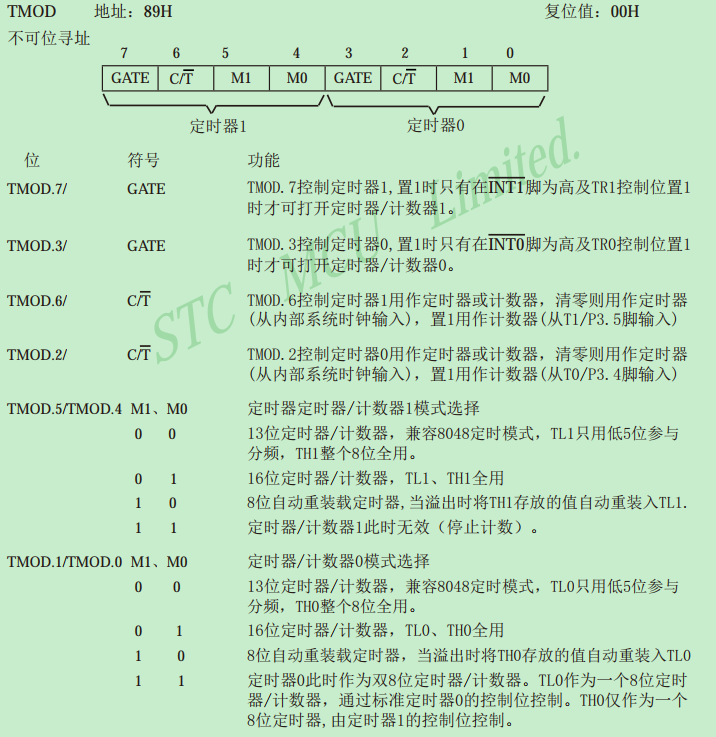 TMOD 地址：89H 复位值：00H
不可位寻址
7 6 5 4 3 2 1 0
GATE C/T̅ M1 M0 GATE C/T̅ M1 M0
定时器1 定时器0
位 符号 功能
TMOD.7/ GATE TMOD.7控制定时器1,置1时只有在I̅N̅T̅1̅脚为高及TR1控制位置1
时才可打开定时器/计数器1。
TMOD.3/ GATE TMOD.3控制定时器0,置1时只有在I̅N̅T̅0̅脚为高及TR0控制位置1
时才可打开定时器/计数器0。
TMOD.6/ C/T̅ TMOD.6控制定时器1用作定时器或计数器，清零则用作定时器
(从内部系统时钟输入)，置1用作计数器(从T1/P3.5脚输入)
TMOD.2/ C/T̅ TMOD.2控制定时器0用作定时器或计数器，清零则用作定时器
(从内部系统时钟输入)，置1用作计数器(从T0/P3.4脚输入)
TMOD.5/TMOD.4 M1、M0 定时器定时器/计数器1模式选择
0 0 13位定时器/计数器，兼容8048定时模式，TL1只用低5位参与
分频，TH1整个8位全用。
0 1 16位定时器/计数器，TL1、TH1全用
1 0 8位自动重装载定时器,当溢出时将TH1存放的值自动重装入TL1.
1 1 定时器/计数器1此时无效（停止计数）。
TMOD.1/TMOD.0 M1、M0 定时器/计数器0模式选择
0 0 13位定时器/计数器，兼容8048定时模式，TL0只用低5位参与
分频，TH0整个8位全用。
0 1 16位定时器/计数器，TL0、TH0全用
1 0 8位自动重装载定时器，当溢出时将TH0存放的值自动重装入TL0
1 1 定时器0此时作为双8位定时器/计数器。TL0作为一个8位定时
器/计数器，通过标准定时器0的控制位控制。TH0仅作为一个
8位定时器,由定时器1的控制位控制。
STC MCU Limited.